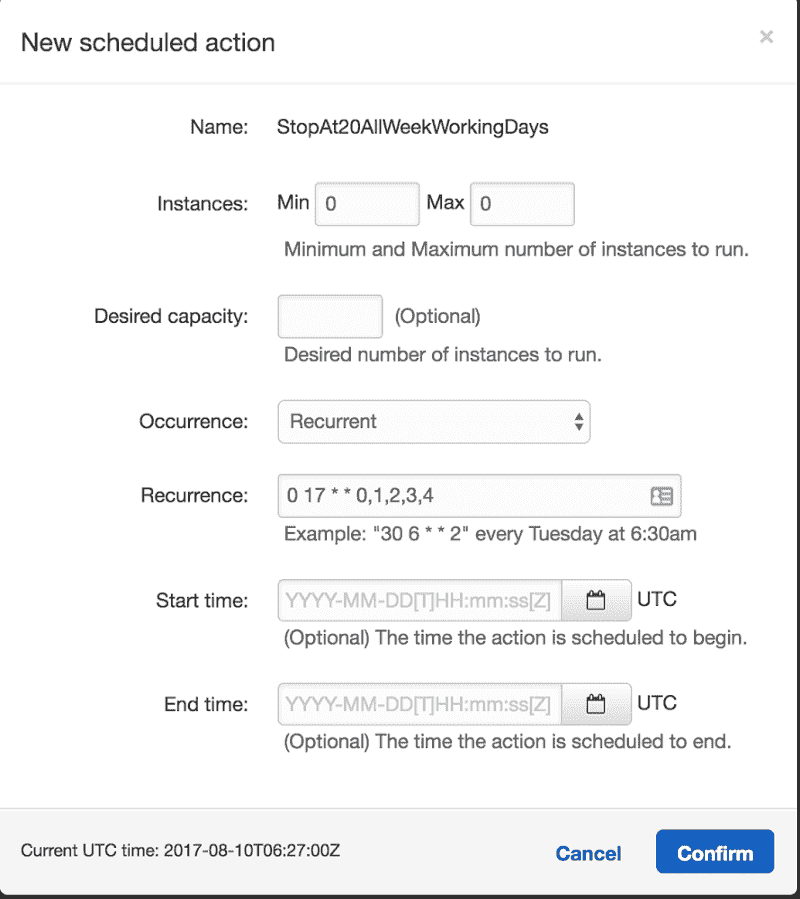 New scheduled action ×
Name: StopAt20AllWeekWorkingDays
Instances: Min 0 Max 0
Minimum and Maximum number of instances to run.
Desired capacity: (Optional)
Desired number of instances to run.
Occurrence: Recurrent
Recurrence: 0 17 * * 0,1,2,3,4
Example: "30 6 * * 2" every Tuesday at 6:30am
Start time: YYYY-MM-DD[T]HH:mm:ss[Z] UTC
(Optional) The time the action is scheduled to begin.
End time: YYYY-MM-DD[T]HH:mm:ss[Z] UTC
(Optional) The time the action is scheduled to end.
Current UTC time: 2017-08-10T06:27:00Z Cancel Confirm